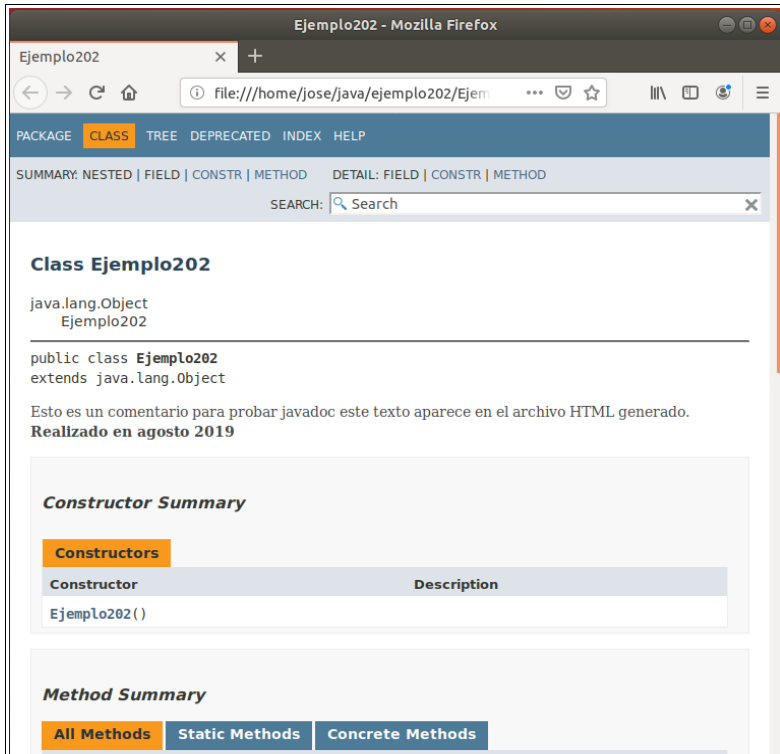 Ejemplo202 - Mozilla Firefox
Ejemplo202
file:///home/jose/java/ejemplo202/Ejem
PACKAGE CLASS TREE DEPRECATED INDEX HELP
SUMMARY: NESTED | FIELD | CONSTR | METHOD DETAIL: FIELD | CONSTR | METHOD
SEARCH: Search
Class Ejemplo202
java.lang.Object
Ejemplo202
public class Ejemplo202
extends java.lang.Object
Esto es un comentario para probar javadoc este texto aparece en el archivo HTML generado.
Realizado en agosto 2019
Constructor Summary
Constructors
Constructor Description
Ejemplo202()
Method Summary
All Methods Static Methods Concrete Methods